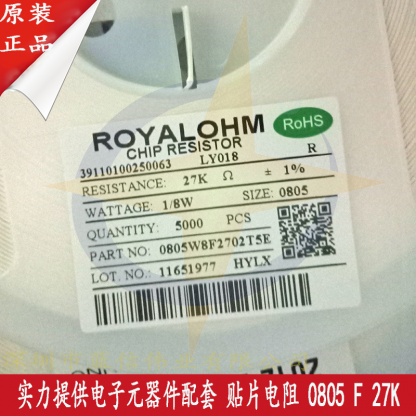 原装
正品
ROYALOHM
RoHS
CHIP RESISTOR
39110100250063 LY018 R
RESISTANCE: 27K Ω ± 1%
WATTAGE: 1/8W SIZE: 0805
QUANTITY: 5000 PCS
PART NO: 0805W8F2702T5E
LOT. NO.: 11651977 HYLX
实力提供电子元器件配套 贴片电阻 0805 F 27K